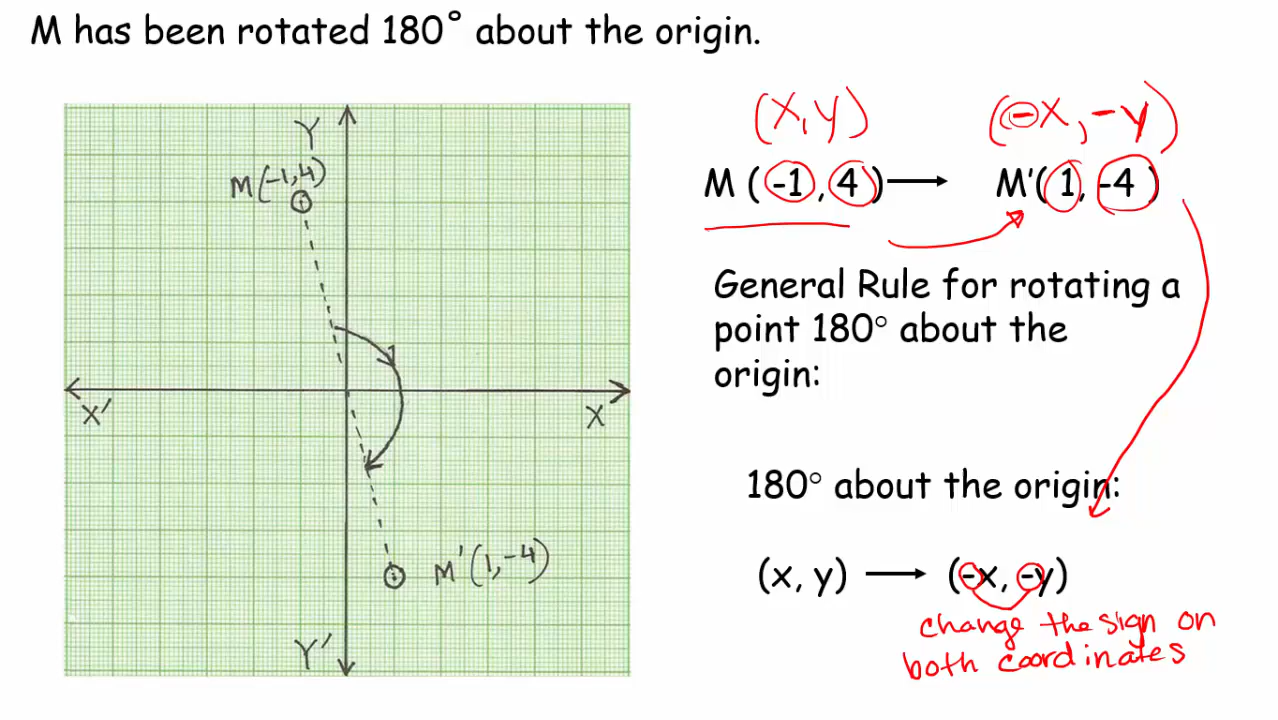 M has been rotated 180° about the origin.
Y
M(-1,4)
X'
X
M'(1,-4)
Y'
(x,y)
(-x,-y)
M ( -1 , 4 )
M'( 1, -4 )
General Rule for rotating a
point 180° about the
origin:
180° about the origin:
(x, y)
(-x, -y)
change the sign on
both coordinates